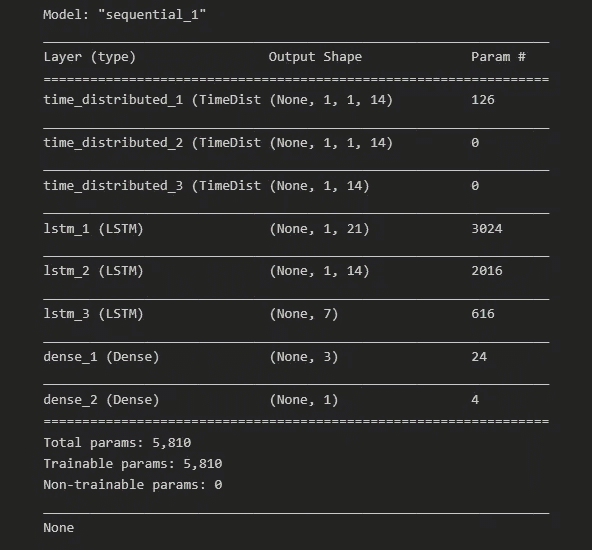 Model: "sequential_1"
Layer (type) Output Shape Param #
=================================================================
time_distributed_1 (TimeDist (None, 1, 1, 14) 126
time_distributed_2 (TimeDist (None, 1, 1, 14) 0
time_distributed_3 (TimeDist (None, 1, 14) 0
lstm_1 (LSTM) (None, 1, 21) 3024
lstm_2 (LSTM) (None, 1, 14) 2016
lstm_3 (LSTM) (None, 7) 616
dense_1 (Dense) (None, 3) 24
dense_2 (Dense) (None, 1) 4
=================================================================
Total params: 5,810
Trainable params: 5,810
Non-trainable params: 0
None